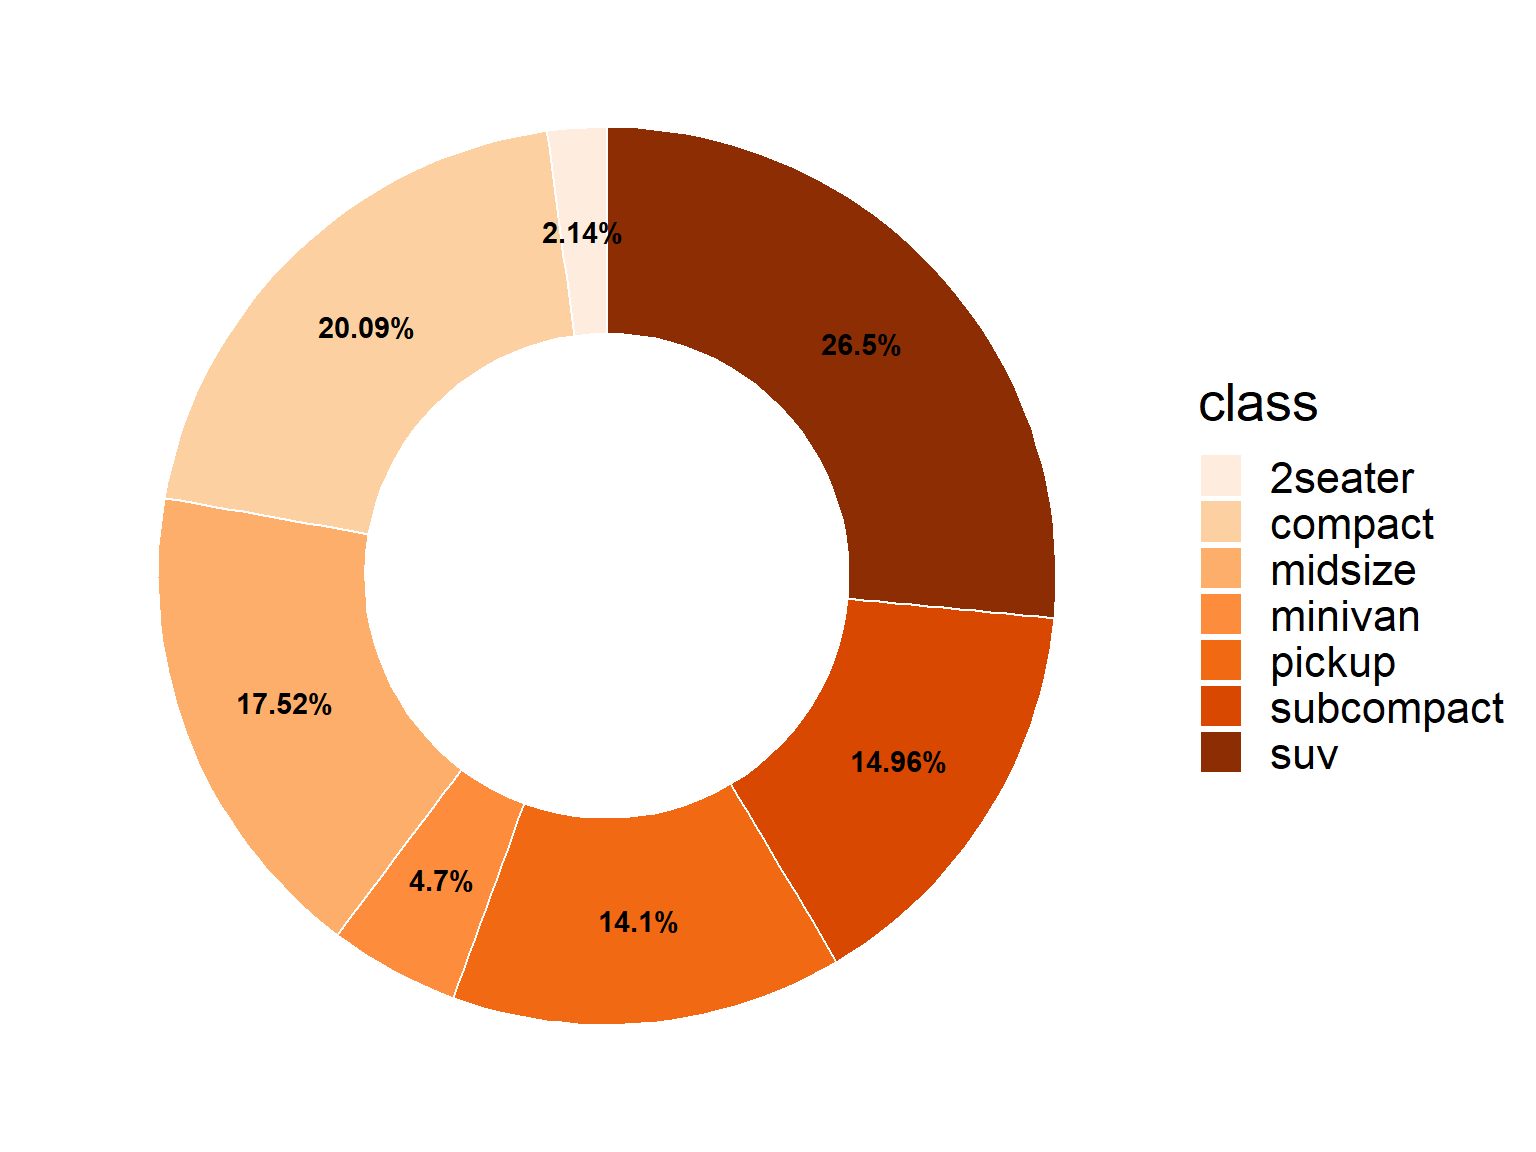 2.14%
20.09%
26.5%
17.52%
14.96%
4.7%
14.1%
class
2seater
compact
midsize
minivan
pickup
subcompact
suv